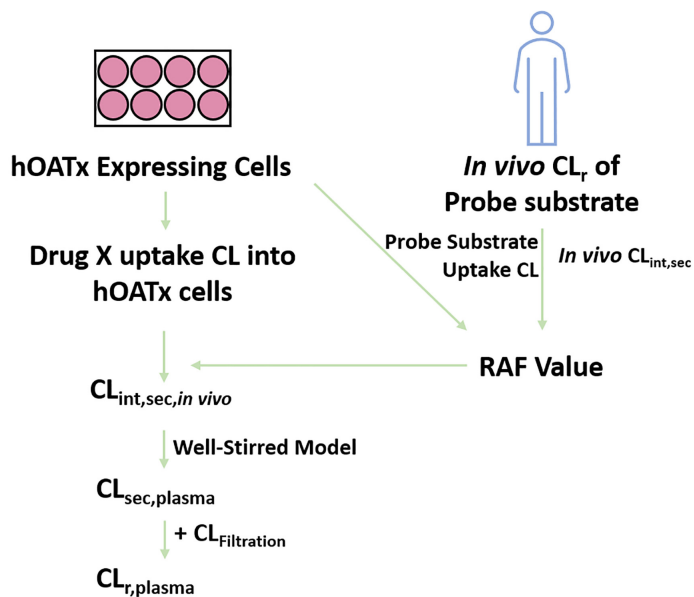 hOATx Expressing Cells
In vivo CLr of
Probe substrate
Drug X uptake CL into
hOATx cells
Probe Substrate
Uptake CL
In vivo CLint,sec
RAF Value
CLint,sec,in vivo
Well-Stirred Model
CLsec,plasma
+ CLFiltration
CLr,plasma